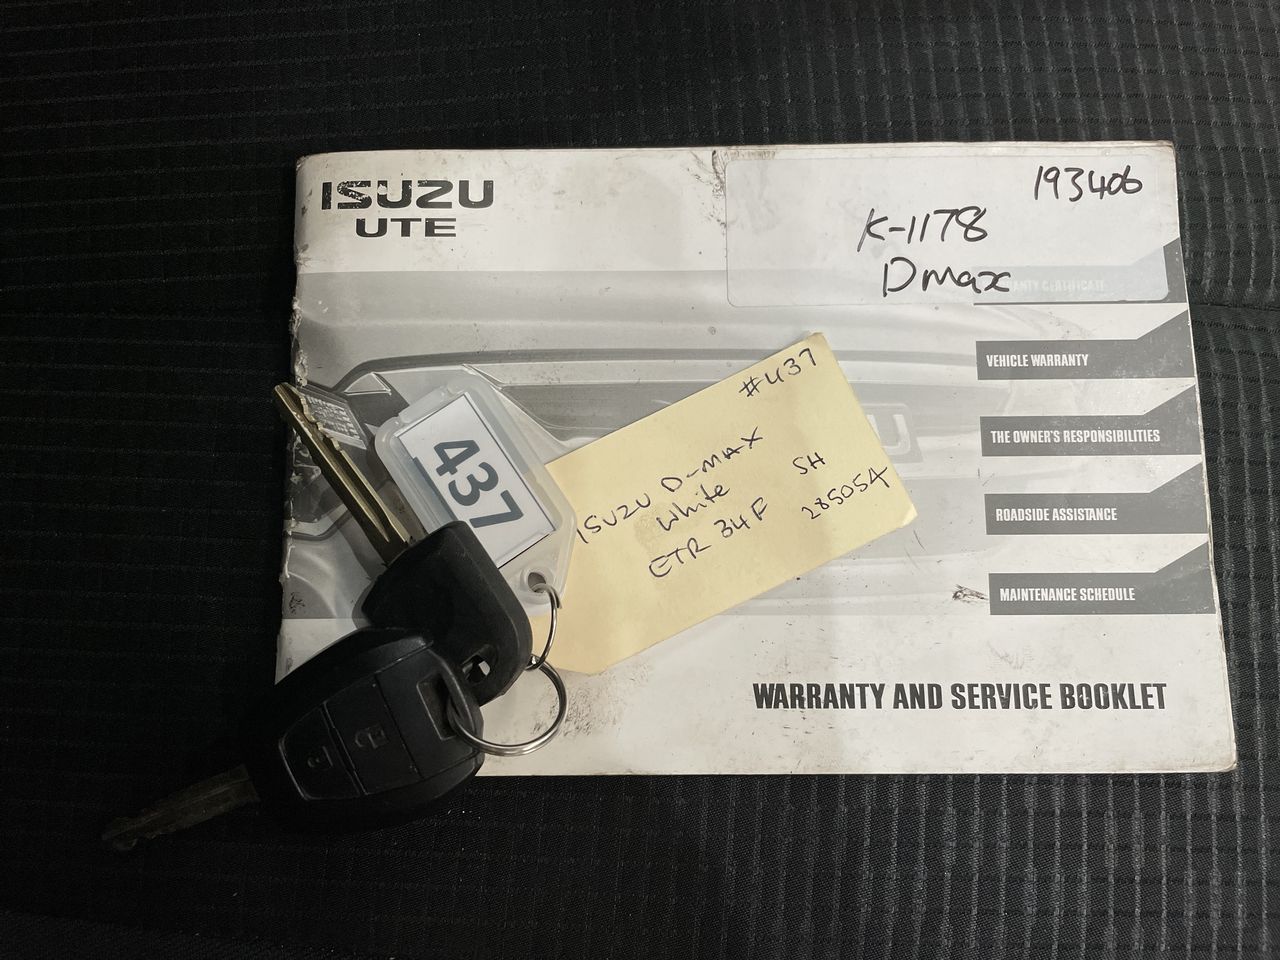 ISUZU
UTE
193406
K-1178
Dmax
VEHICLE WARRANTY
THE OWNER'S RESPONSIBILITIES
ROADSIDE ASSISTANCE
MAINTENANCE SCHEDULE
437
#437
ISUZU D-MAX
White SH
ETR 34F 285054
WARRANTY AND SERVICE BOOKLET